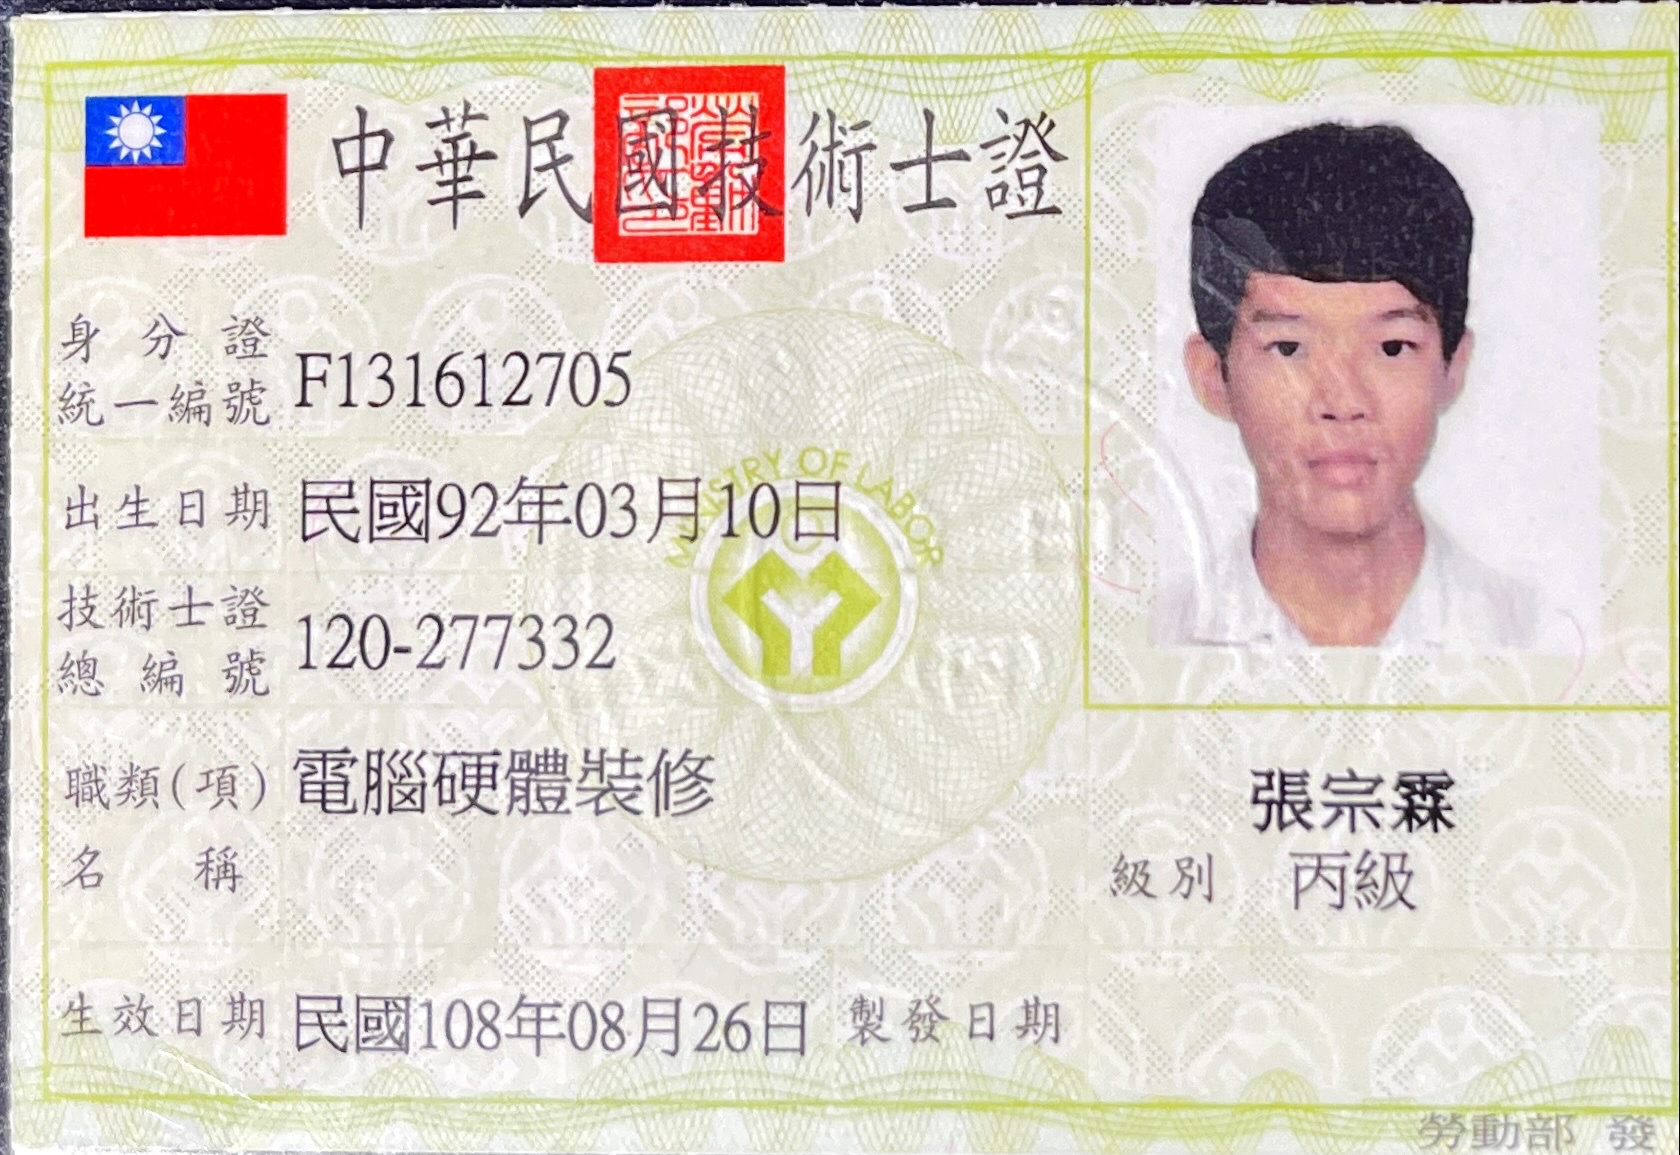 中華民國技術士證
身分證
統一編號 F131612705
出生日期 民國92年03月10日
MINISTRY OF LABOR
技術士證
總編號 120-277332
職類(項) 電腦硬體裝修
名稱
張宗霖
級別 丙級
生效日期 民國108年08月26日 製發日期
勞動部 發